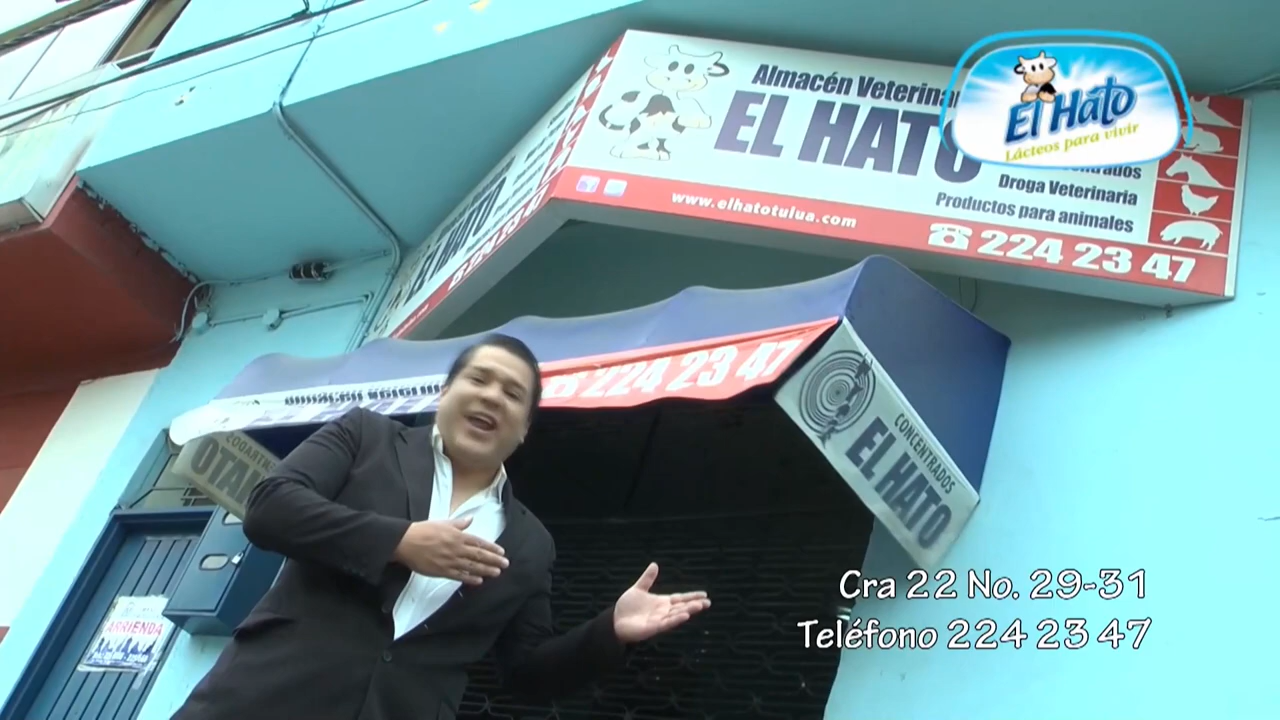 Almacén Veterina
EL HATO
Droga Veterinaria
Productos para animales
www.elhatotulua.com
224 23 47
El Hato
Lácteos para vivir
EL HATO
224 23 47
CONCENTRADOS
EL HATO
ARRIENDA
Cra 22 No. 29-31
Teléfono 224 23 47